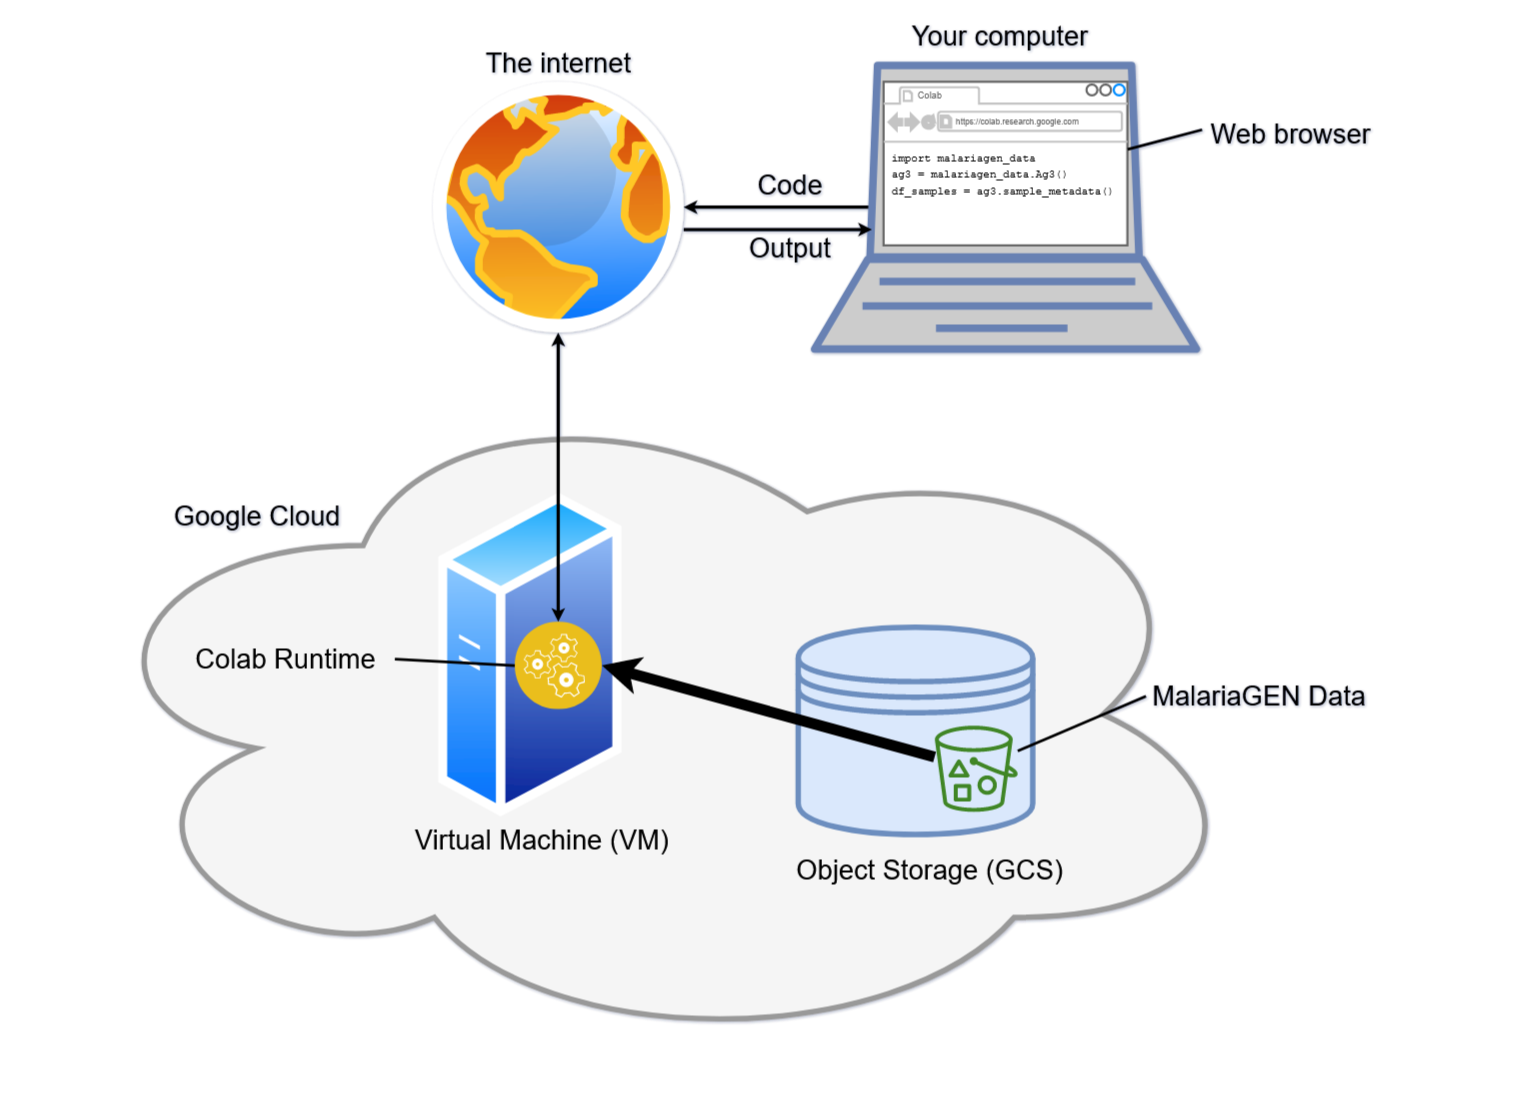 Your computer
The internet
Colab
https://colab.research.google.com
Web browser
import malariagen_data
ag3 = malariagen_data.Ag3()
df_samples = ag3.sample_metadata()
Code
Output
Google Cloud
Colab Runtime
MalariaGEN Data
Virtual Machine (VM)
Object Storage (GCS)